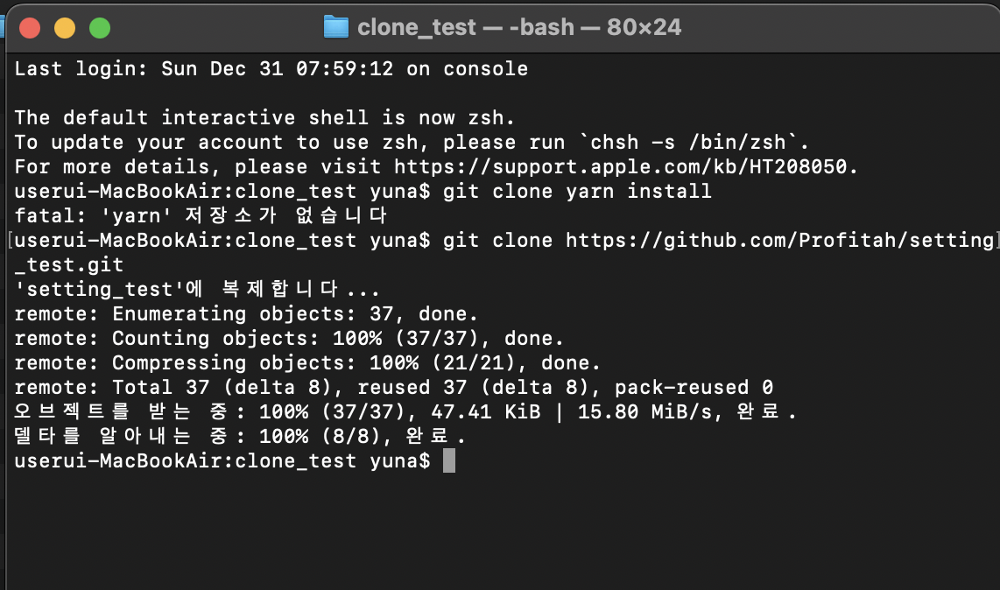 clone_test — -bash — 80×24
Last login: Sun Dec 31 07:59:12 on console
The default interactive shell is now zsh.
To update your account to use zsh, please run `chsh -s /bin/zsh`.
For more details, please visit https://support.apple.com/kb/HT208050.
userui-MacBookAir:clone_test yuna$ git clone yarn install
fatal: 'yarn' 저장소가 없습니다
[userui-MacBookAir:clone_test yuna$ git clone https://github.com/Profitah/setting]
_test.git
'setting_test'에 복제합니다...
remote: Enumerating objects: 37, done.
remote: Counting objects: 100% (37/37), done.
remote: Compressing objects: 100% (21/21), done.
remote: Total 37 (delta 8), reused 37 (delta 8), pack-reused 0
오브젝트를 받는 중: 100% (37/37), 47.41 KiB | 15.80 MiB/s, 완료.
델타를 알아내는 중: 100% (8/8), 완료.
userui-MacBookAir:clone_test yuna$